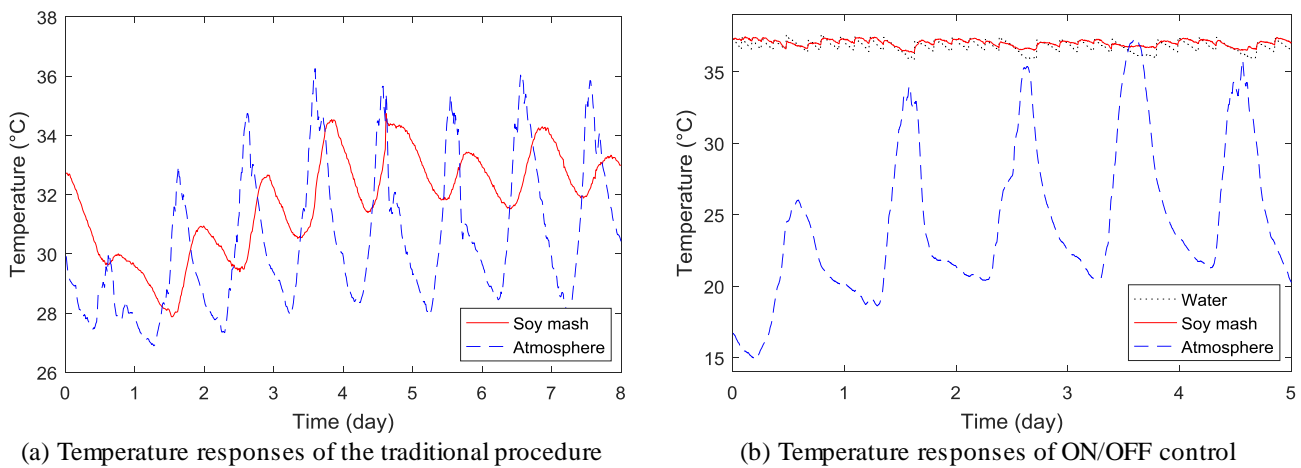 38
36
34
32
30
28
26
Temperature (°C)
0 1 2 3 4 5 6 7 8
Time (day)
Soy mash
Atmosphere
(a) Temperature responses of the traditional procedure
35
30
25
20
15
Temperature (°C)
0 1 2 3 4 5
Time (day)
Water
Soy mash
Atmosphere
(b) Temperature responses of ON/OFF control